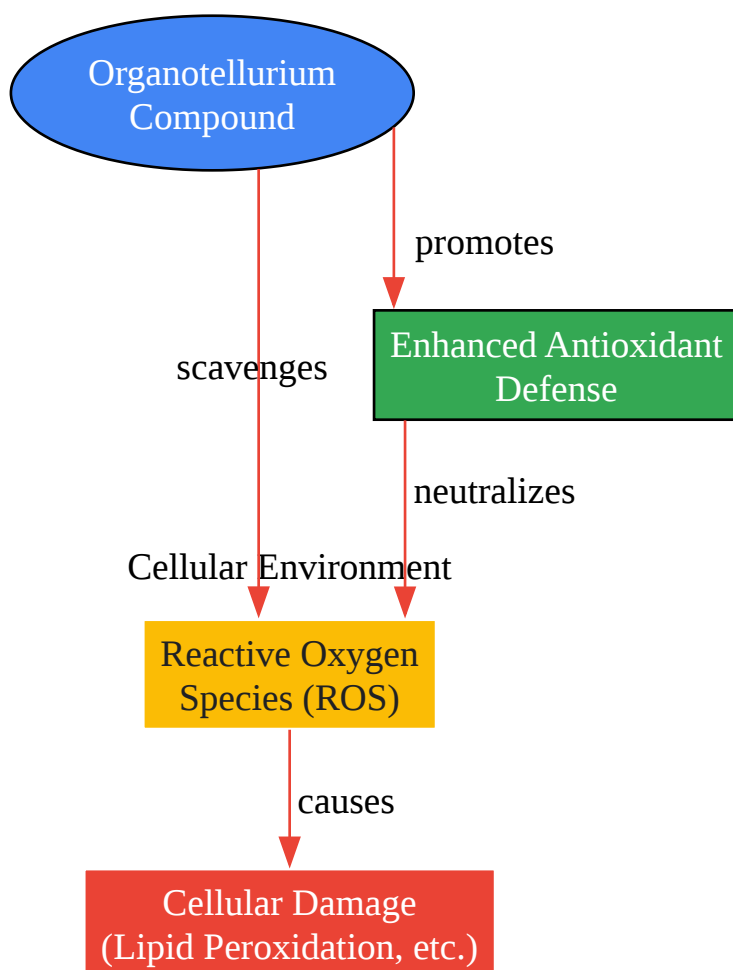 Organotellurium
Compound
promotes
Enhanced Antioxidant
Defense
scavenges
neutralizes
Cellular Environment
Reactive Oxygen
Species (ROS)
causes
Cellular Damage
(Lipid Peroxidation, etc.)